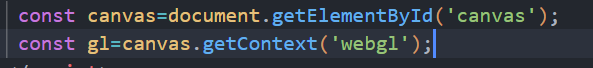 const canvas=document.getElementById('canvas');
const gl=canvas.getContext('webgl');